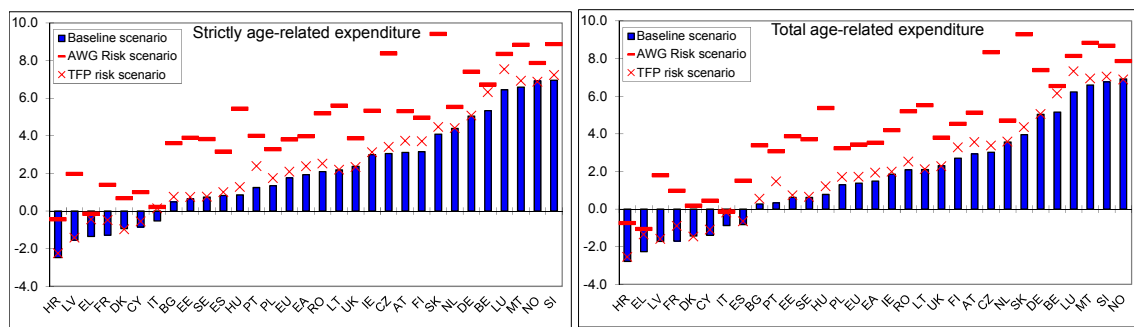 Strictly age-related expenditure
Baseline scenario
AWG Risk scenario
TFP risk scenario
10.0
8.0
6.0
4.0
2.0
0.0
-2.0
-4.0
HR LV EL FR DK CY IT BG EE SE ES HU PT PL EU EA RO LT UK IE CZ AT FI SK NL DE BE LU MT NO SI
Total age-related expenditure
Baseline scenario
AWG Risk scenario
TFP risk scenario
10.0
8.0
6.0
4.0
2.0
0.0
-2.0
-4.0
HR EL LV FR DK CY IT ES BG PT EE SE HU PL EU EA IE RO LT UK FI AT CZ NL SK DE BE LU MT SI NO